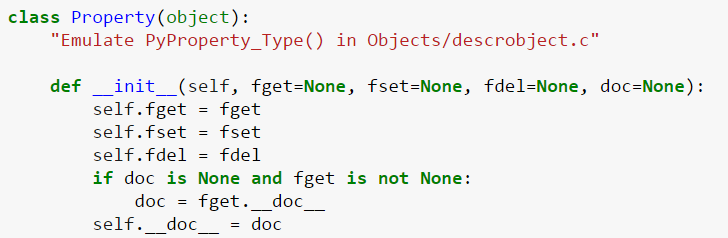 class Property(object):
    "Emulate PyProperty_Type() in Objects/descrobject.c"

    def __init__(self, fget=None, fset=None, fdel=None, doc=None):
        self.fget = fget
        self.fset = fset
        self.fdel = fdel
        if doc is None and fget is not None:
            doc = fget.__doc__
        self.__doc__ = doc